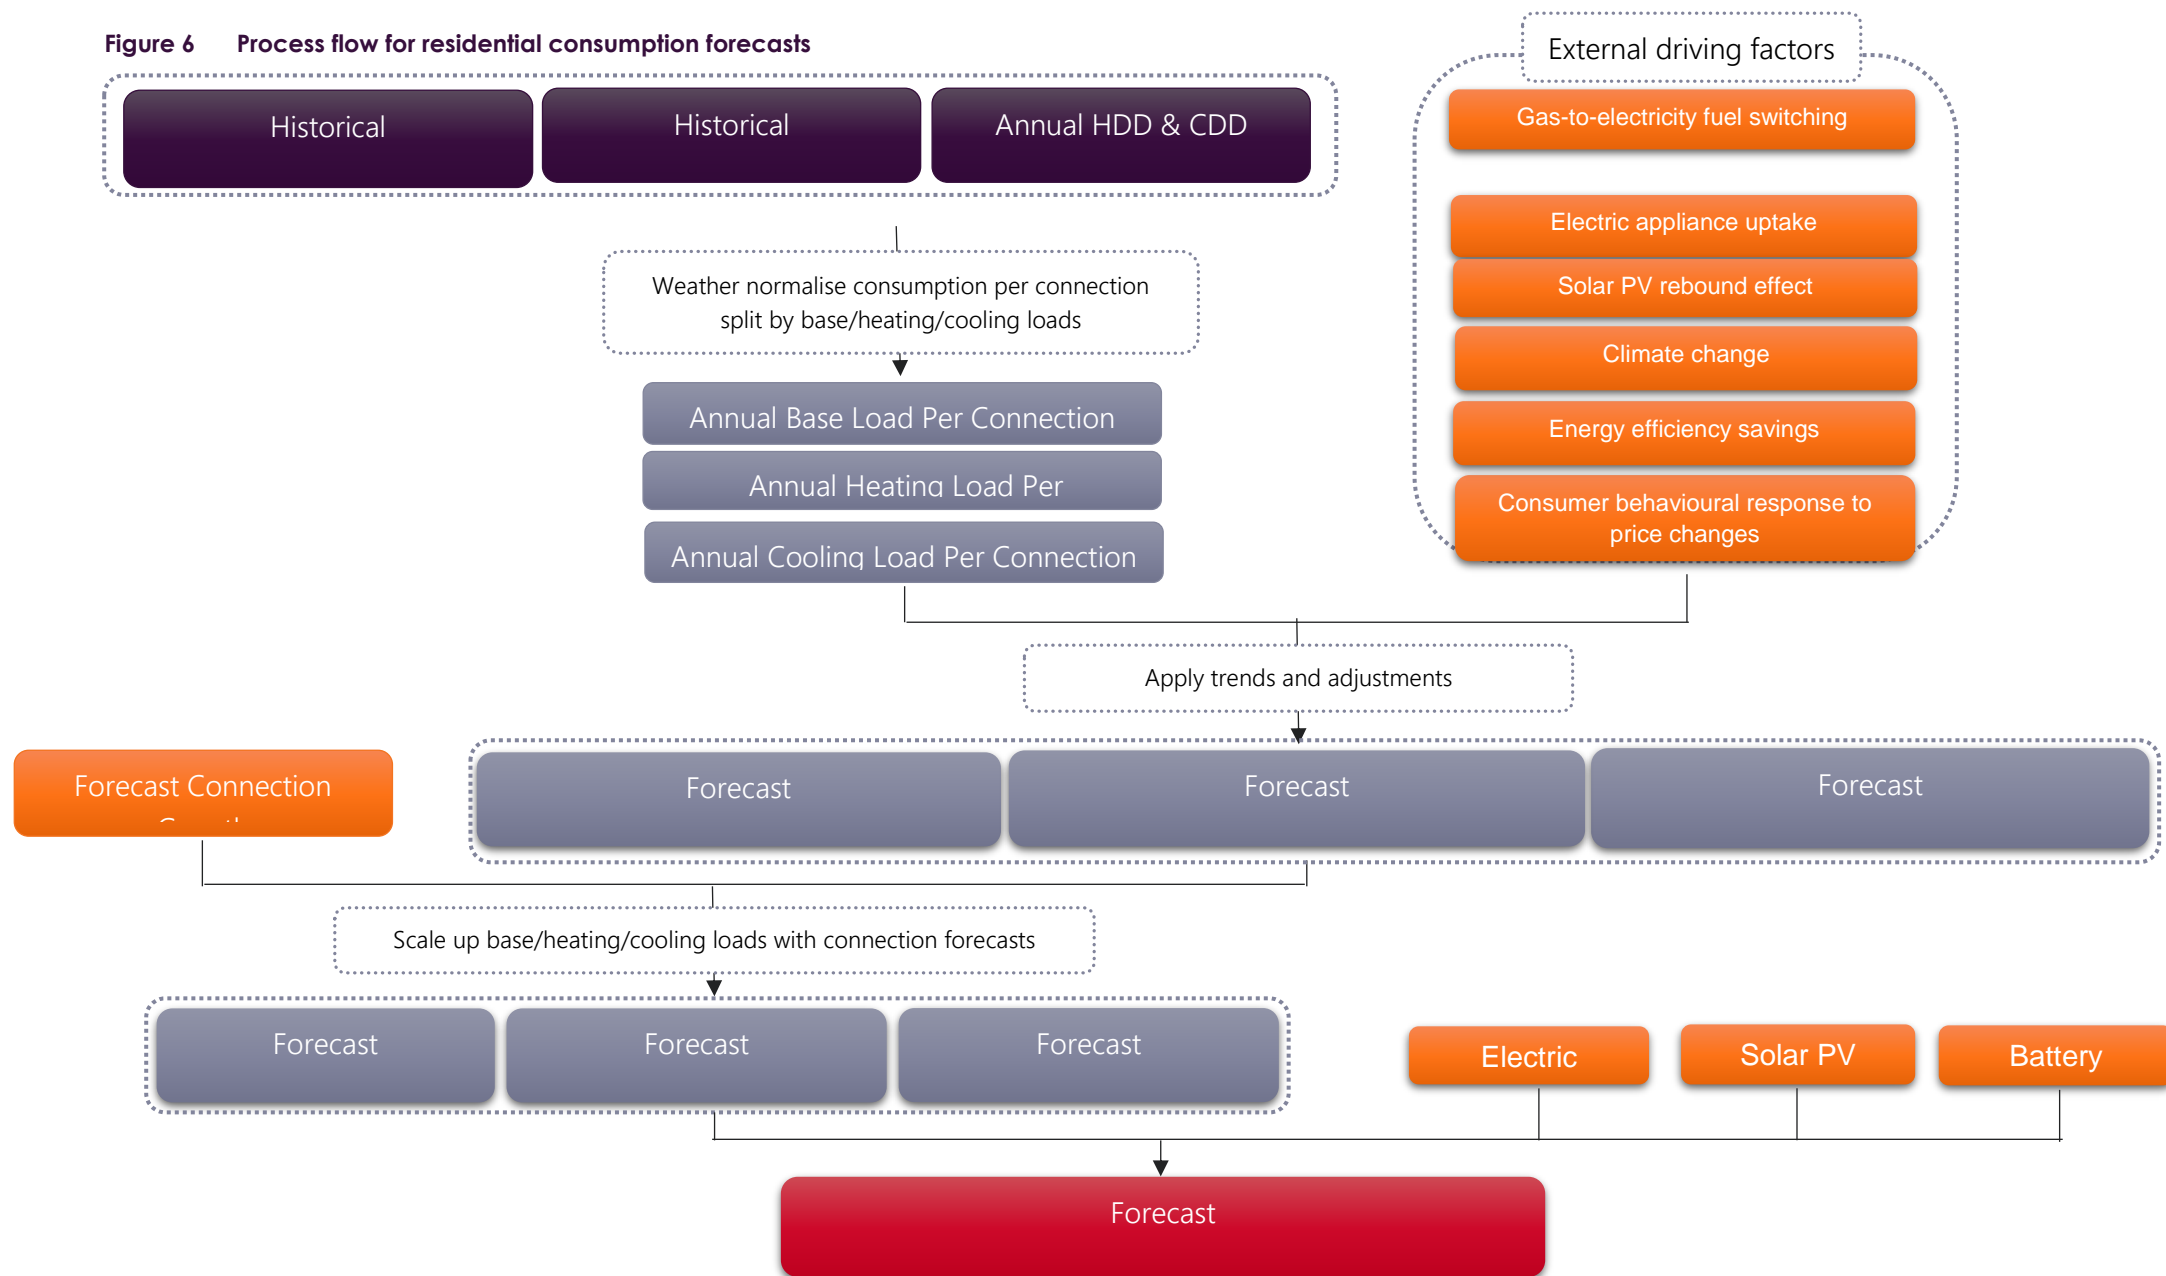 Figure 6 Process flow for residential consumption forecasts
External driving factors
Historical
Historical
Annual HDD & CDD
Gas-to-electricity fuel switching
Electric appliance uptake
Solar PV rebound effect
Climate change
Energy efficiency savings
Consumer behavioural response to
price changes
Weather normalise consumption per connection
split by base/heating/cooling loads
Annual Base Load Per Connection
Annual Heating Load Per
Annual Cooling Load Per Connection
Apply trends and adjustments
Forecast Connection
Forecast
Forecast
Forecast
Scale up base/heating/cooling loads with connection forecasts
Forecast
Forecast
Forecast
Electric
Solar PV
Battery
Forecast